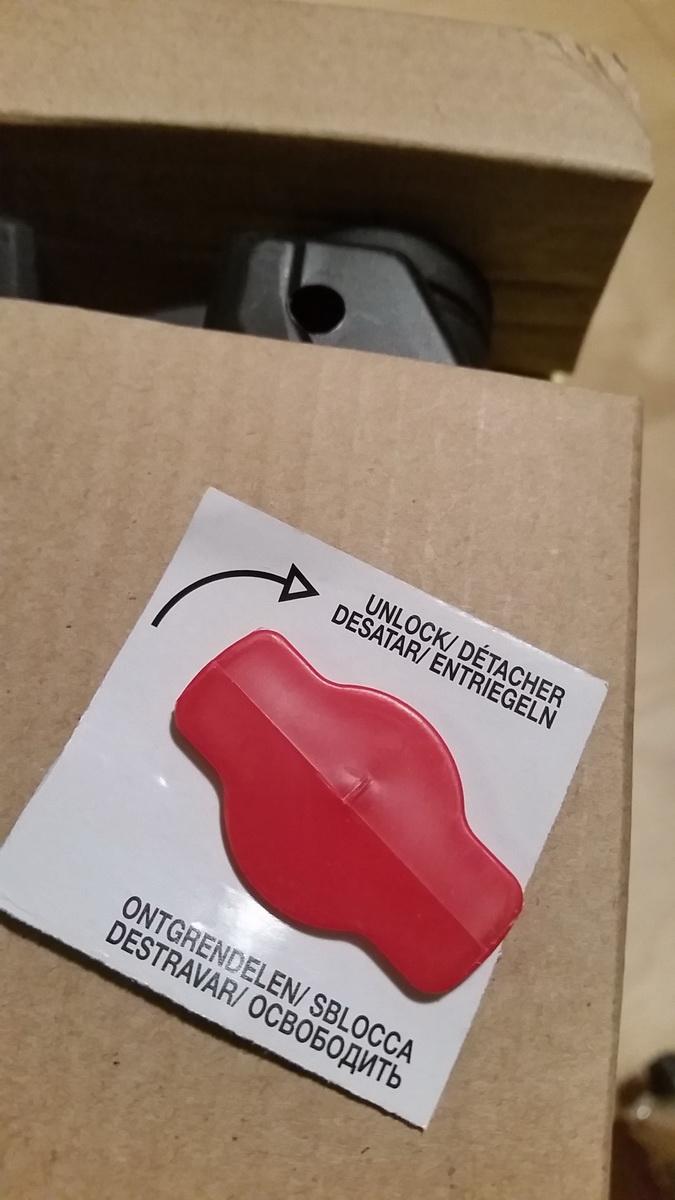 UNLOCK/ DÉTACHER
DESATAR/ ENTRIEGELN
ONTGRENDELEN/ SBLOCCA
DESTRAVAR/ ОСВОБОДИТЬ